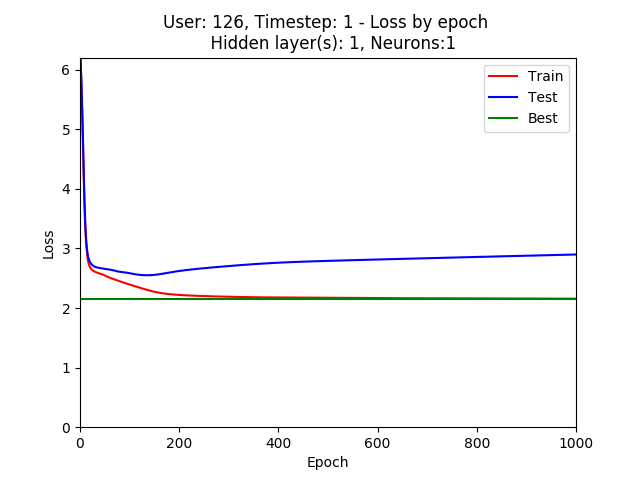 User: 126, Timestep: 1 - Loss by epoch
Hidden layer(s): 1, Neurons:1
Train
Test
Best
6
5
4
3
2
1
0
Loss
0 200 400 600 800 1000
Epoch